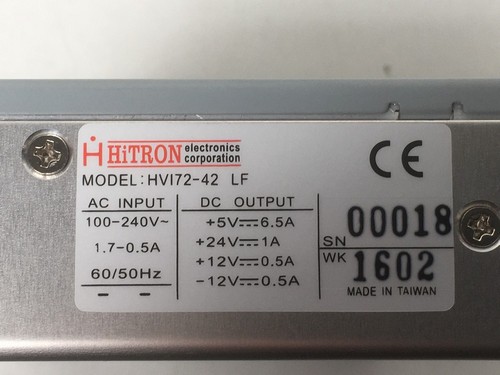 HiTRON electronics corporation
MODEL: HVI72-42 LF
AC INPUT
100-240V~
1.7-0.5A
60/50Hz
– –
DC OUTPUT
+5V⎓6.5A
+24V⎓1A
+12V⎓0.5A
-12V⎓0.5A
CE
SN 00018
WK 1602
MADE IN TAIWAN